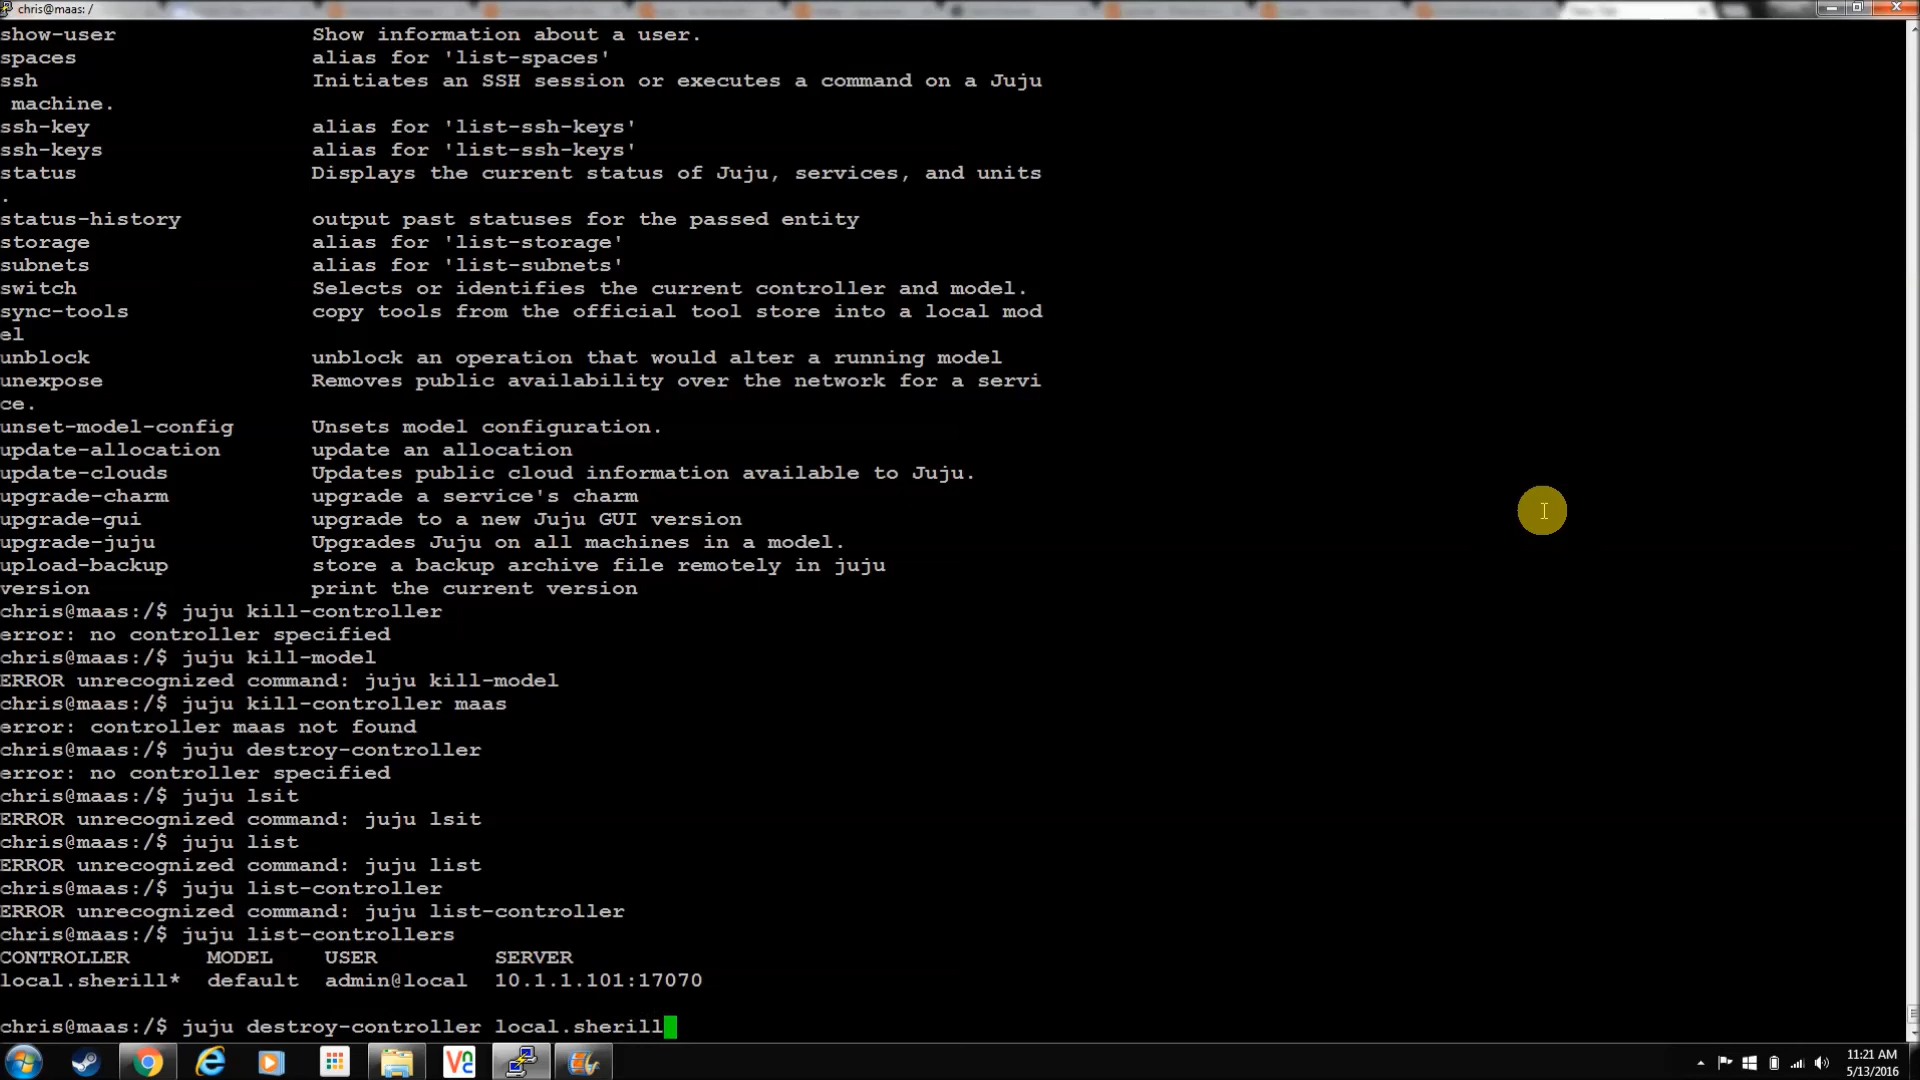 chris@maas: /
show-user Show information about a user.
spaces alias for 'list-spaces'
ssh Initiates an SSH session or executes a command on a Juju
machine.
ssh-key alias for 'list-ssh-keys'
ssh-keys alias for 'list-ssh-keys'
status Displays the current status of Juju, services, and units
.
status-history output past statuses for the passed entity
storage alias for 'list-storage'
subnets alias for 'list-subnets'
switch Selects or identifies the current controller and model.
sync-tools copy tools from the official tool store into a local mod
el
unblock unblock an operation that would alter a running model
unexpose Removes public availability over the network for a servi
ce.
unset-model-config Unsets model configuration.
update-allocation update an allocation
update-clouds Updates public cloud information available to Juju.
upgrade-charm upgrade a service's charm
upgrade-gui upgrade to a new Juju GUI version
upgrade-juju Upgrades Juju on all machines in a model.
upload-backup store a backup archive file remotely in juju
version print the current version
chris@maas:/$ juju kill-controller
error: no controller specified
chris@maas:/$ juju kill-model
ERROR unrecognized command: juju kill-model
chris@maas:/$ juju kill-controller maas
error: controller maas not found
chris@maas:/$ juju destroy-controller
error: no controller specified
chris@maas:/$ juju lsit
ERROR unrecognized command: juju lsit
chris@maas:/$ juju list
ERROR unrecognized command: juju list
chris@maas:/$ juju list-controller
ERROR unrecognized command: juju list-controller
chris@maas:/$ juju list-controllers
CONTROLLER MODEL USER SERVER
local.sherill* default admin@local 10.1.1.101:17070
chris@maas:/$ juju destroy-controller local.sherill
11:21 AM
5/13/2016